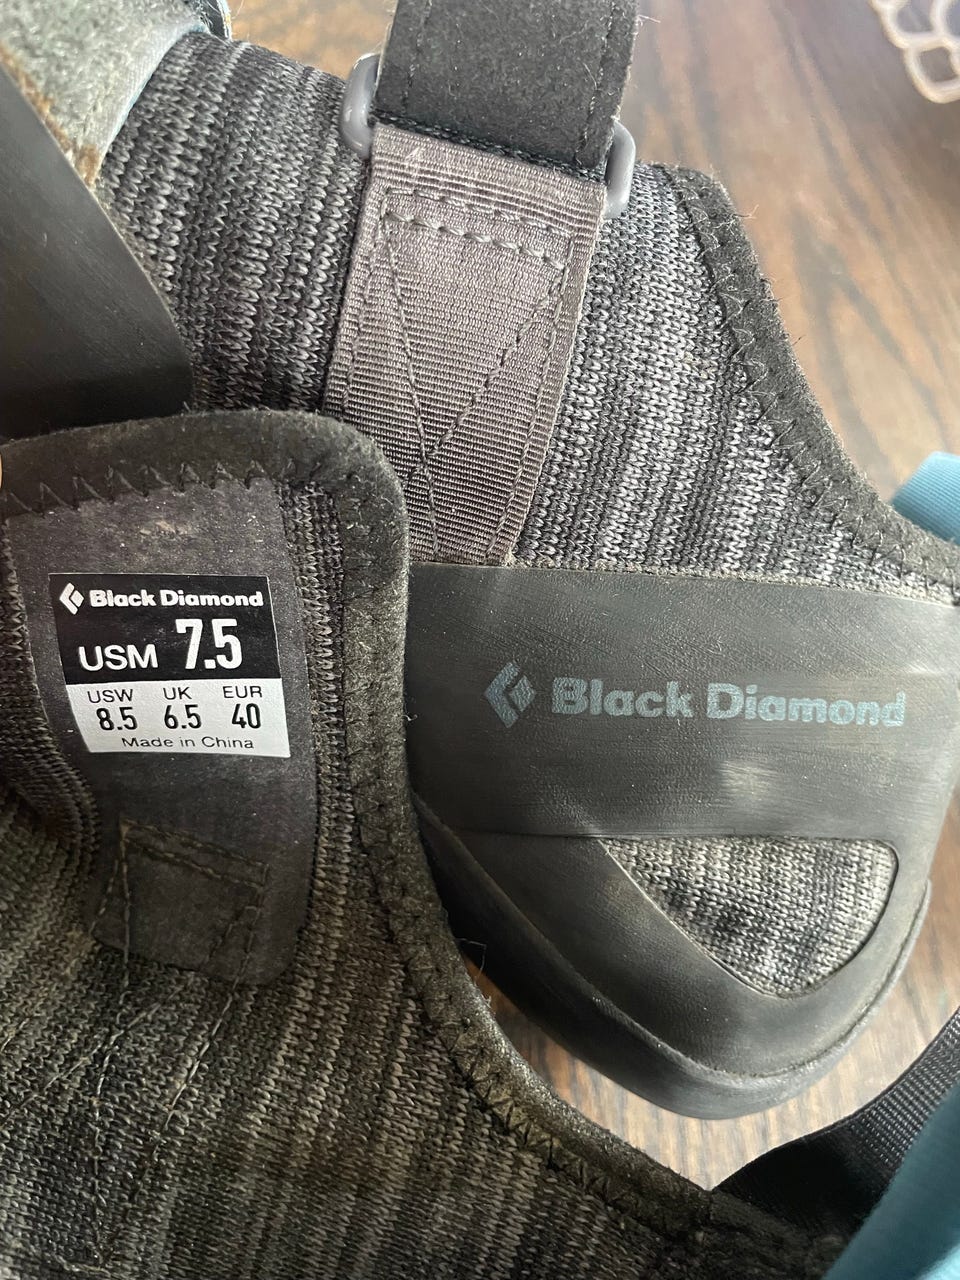 Black Diamond
USM 7.5
USW UK EUR
8.5 6.5 40
Made in China
Black Diamond